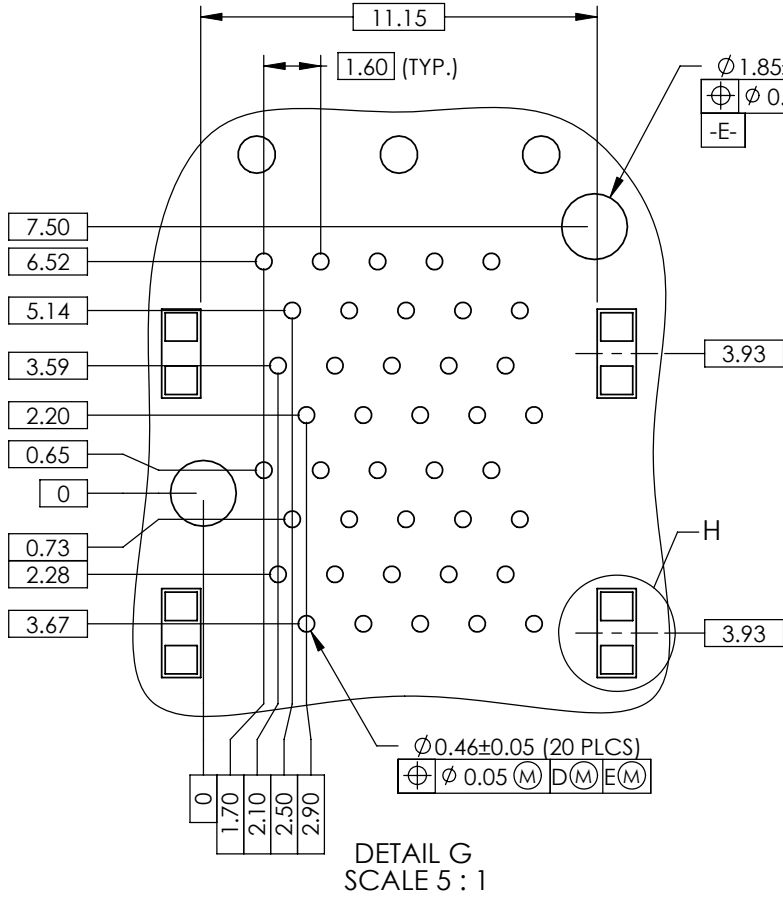 11.15
1.60 (TYP.)
Ø1.85
Ø 0.
-E-
7.50
6.52
5.14
3.59
3.93
2.20
0.65
0
0.73
H
2.28
3.67
3.93
Ø0.46±0.05 (20 PLCS)
Ø 0.05 Ⓜ DⓂ EⓂ
0
1.70
2.10
2.50
2.90
DETAIL G
SCALE 5 : 1